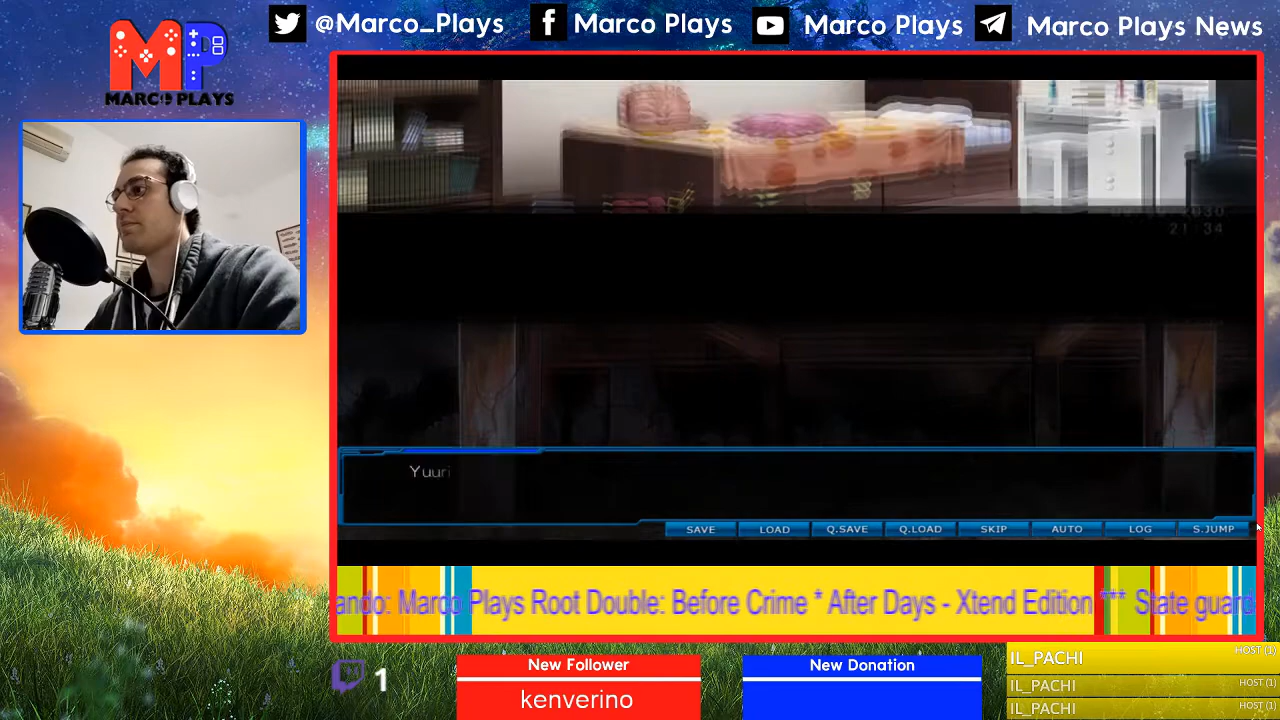 @Marco_Plays
Marco Plays
Marco Plays
Marco Plays News
MP
MARCO PLAYS
2030
21:34
Yuuri
SAVE
LOAD
Q.SAVE
Q.LOAD
SKIP
AUTO
LOG
S.JUMP
ando: Marco Plays Root Double: Before Crime * After Days - Xtend Edition *** State guard
1
New Follower
kenverino
New Donation
IL_PACHI HOST (1)
IL_PACHI HOST (1)
IL_PACHI HOST (1)